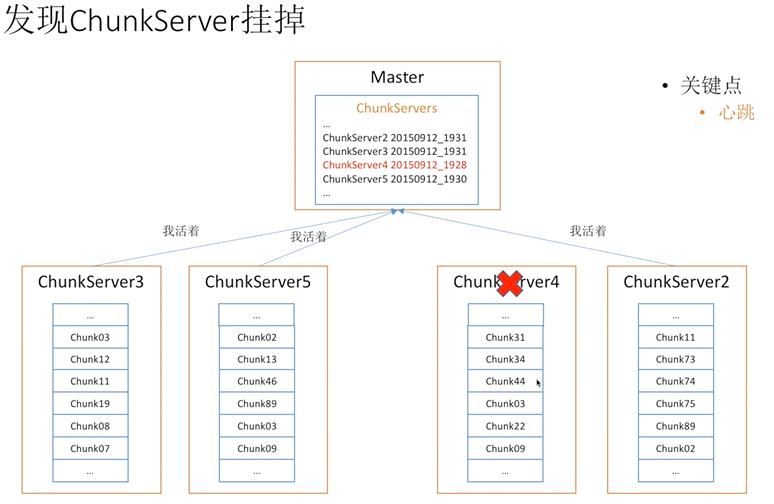 发现ChunkServer挂掉
Master
ChunkServers
...
ChunkServer2 20150912_1931
ChunkServer3 20150912_1931
ChunkServer4 20150912_1928
ChunkServer5 20150912_1930
...
• 关键点
• 心跳
我活着
我活着
我活着
ChunkServer3
...
Chunk03
Chunk12
Chunk11
Chunk19
Chunk08
Chunk07
...
ChunkServer5
...
Chunk02
Chunk13
Chunk46
Chunk89
Chunk03
Chunk09
...
ChunkServer4
...
Chunk31
Chunk34
Chunk44
Chunk03
Chunk22
Chunk09
...
ChunkServer2
...
Chunk11
Chunk73
Chunk74
Chunk75
Chunk89
Chunk02
...